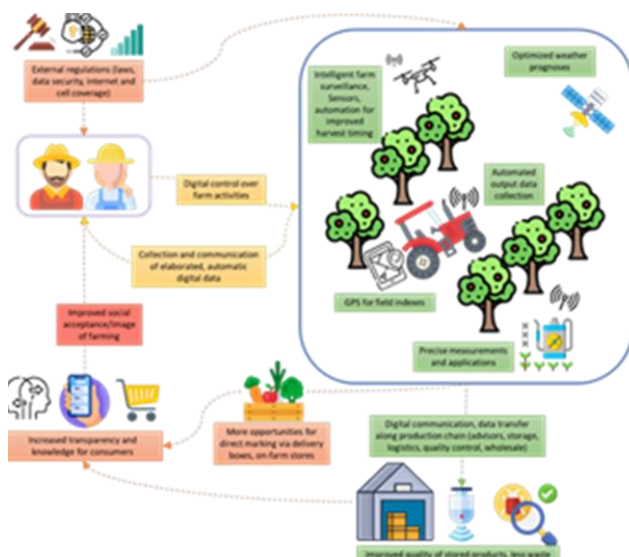 External regulations (laws,
data security, internet and
cell coverage)
Intelligent farm
surveillance,
Sensors,
automation for
improved
harvest timing
Optimized weather
prognoses
Digital control over
farm activities
Automated
output data
collection
Collection and communication
of elaborated, automatic
digital data
GPS for field indexes
Improved social
acceptance/image
of farming
Precise measurements
and applications
Increased transparency and
knowledge for consumers
More opportunities for
direct marking via delivery
boxes, on-farm stores
Digital communication, data transfer
along production chain (advisors, storage,
logistics, quality control, wholesale)
Improved quality of stored products, less waste